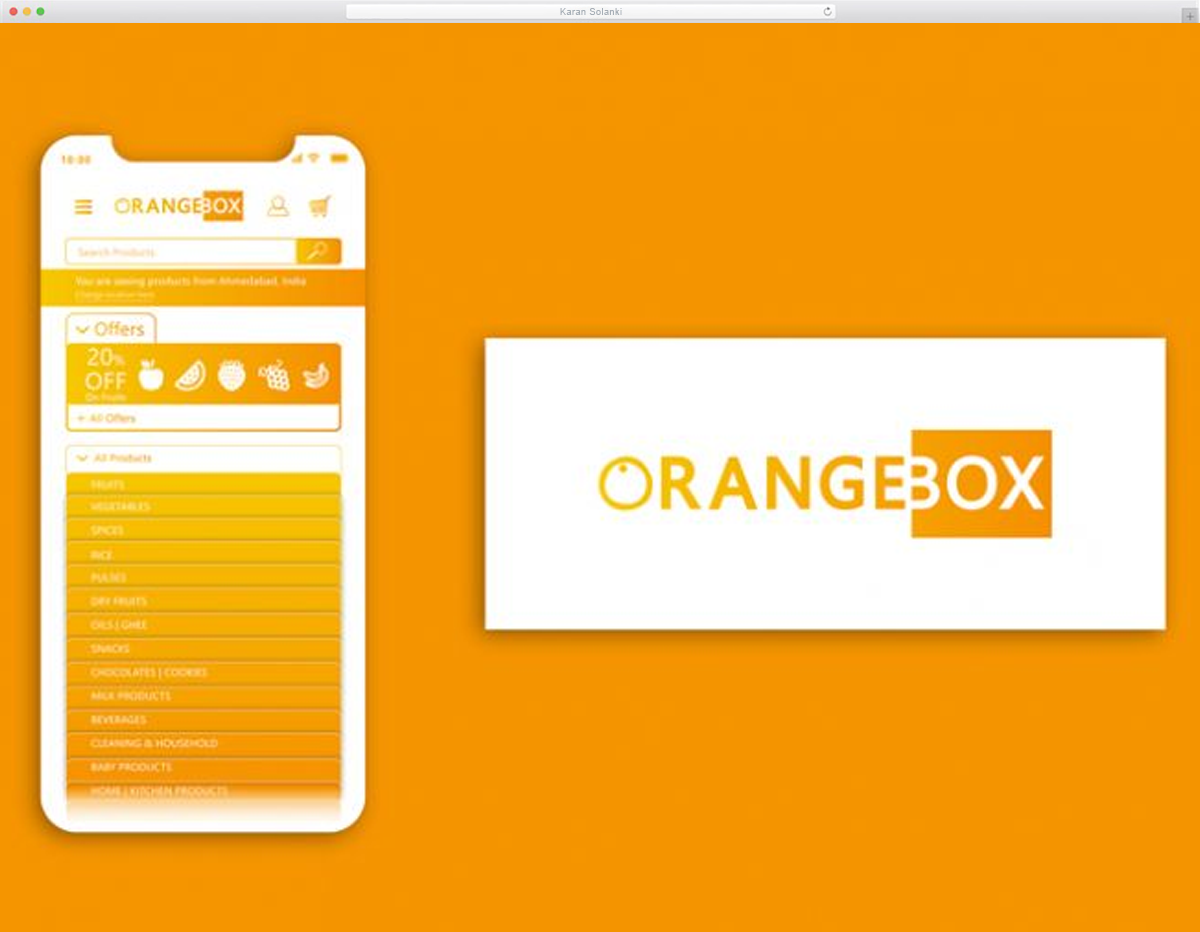 Karan Solanki
10:00
ORANGEBOX
Search Products
You are seeing products from Ahmedabad, India
Change location here
Offers
20% OFF
On Fruits
+ All Offers
All Products
FRUITS
VEGETABLES
SPICES
RICE
PULSES
DRY FRUITS
OILS | GHEE
SNACKS
CHOCOLATES | COOKIES
MILK PRODUCTS
BEVERAGES
CLEANING & HOUSEHOLD
BABY PRODUCTS
HOME | KITCHEN PRODUCTS
ORANGEBOX